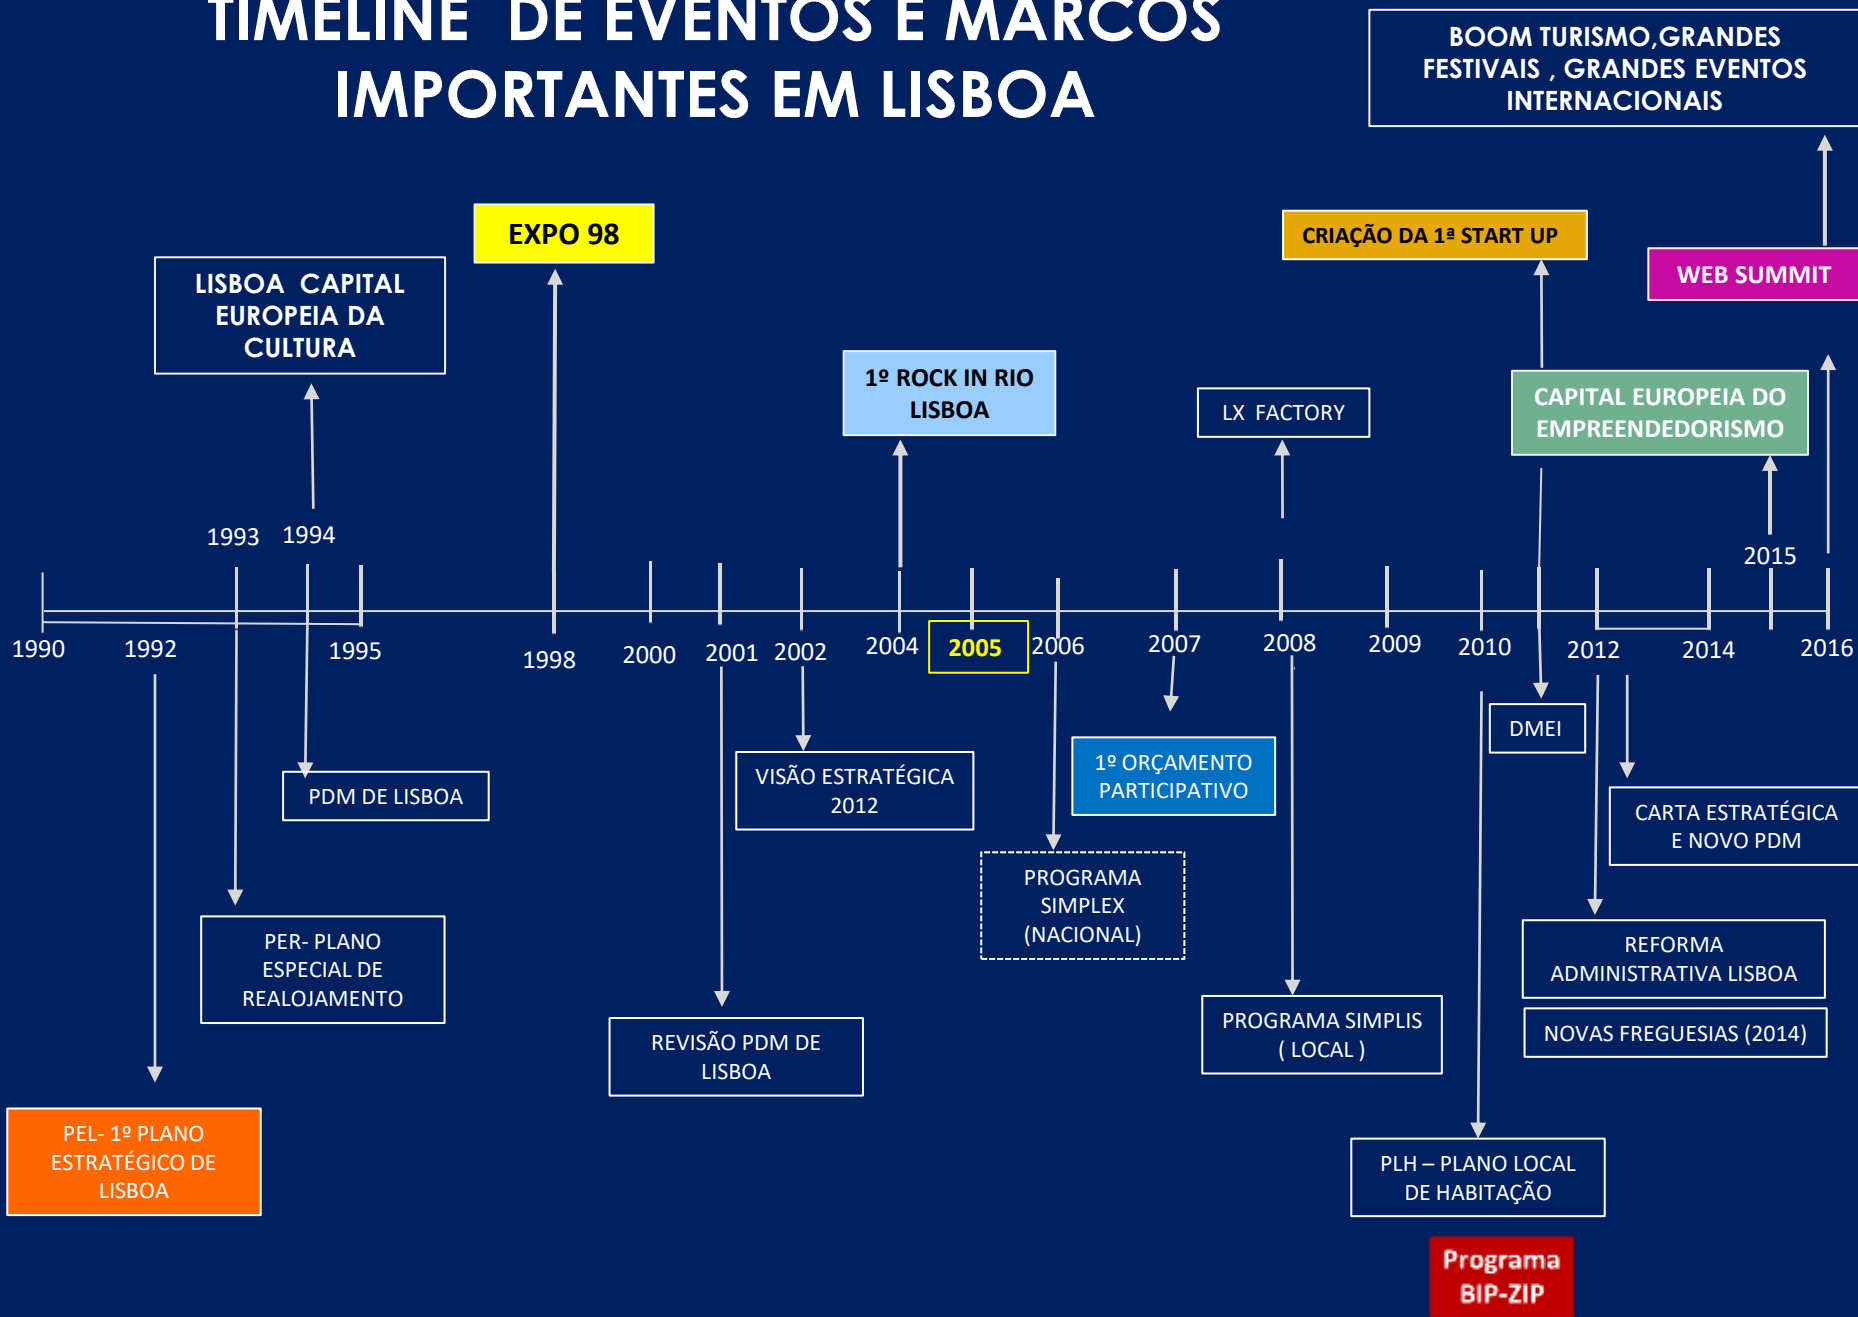 TIMELINE DE EVENTOS E MARCOS
IMPORTANTES EM LISBOA
BOOM TURISMO,GRANDES
FESTIVAIS , GRANDES EVENTOS
INTERNACIONAIS
EXPO 98
CRIAÇÃO DA 1ª START UP
WEB SUMMIT
LISBOA CAPITAL
EUROPEIA DA
CULTURA
1º ROCK IN RIO
LISBOA
LX FACTORY
CAPITAL EUROPEIA DO
EMPREENDEDORISMO
1993
1994
2015
1990
1992
1995
1998
2000
2001
2002
2004
2005
2006
2007
2008
2009
2010
2012
2014
2016
DMEI
PDM DE LISBOA
VISÃO ESTRATÉGICA
2012
1º ORÇAMENTO
PARTICIPATIVO
CARTA ESTRATÉGICA
E NOVO PDM
PROGRAMA
SIMPLEX
(NACIONAL)
PER- PLANO
ESPECIAL DE
REALOJAMENTO
REFORMA
ADMINISTRATIVA LISBOA
NOVAS FREGUESIAS (2014)
REVISÃO PDM DE
LISBOA
PROGRAMA SIMPLIS
( LOCAL )
PEL- 1º PLANO
ESTRATÉGICO DE
LISBOA
PLH – PLANO LOCAL
DE HABITAÇÃO
Programa
BIP-ZIP